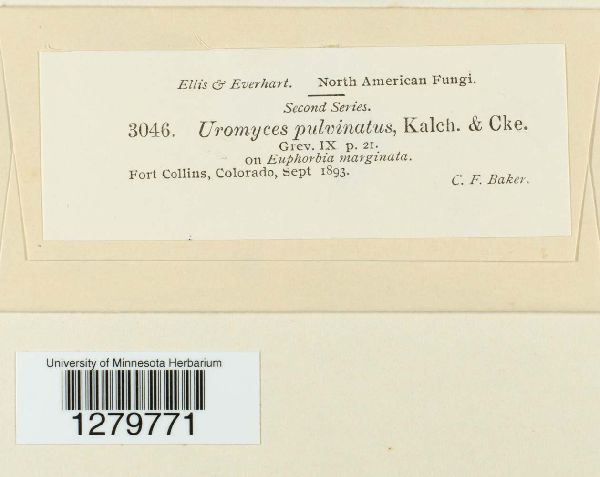 Ellis & Everhart. North American Fungi.
Second Series.
3046. Uromyces pulvinatus, Kalch. & Cke.
Grev. IX p. 21.
on Euphorbia marginata.
Fort Collins, Colorado, Sept 1893.
C. F. Baker.
University of Minnesota Herbarium
1279771